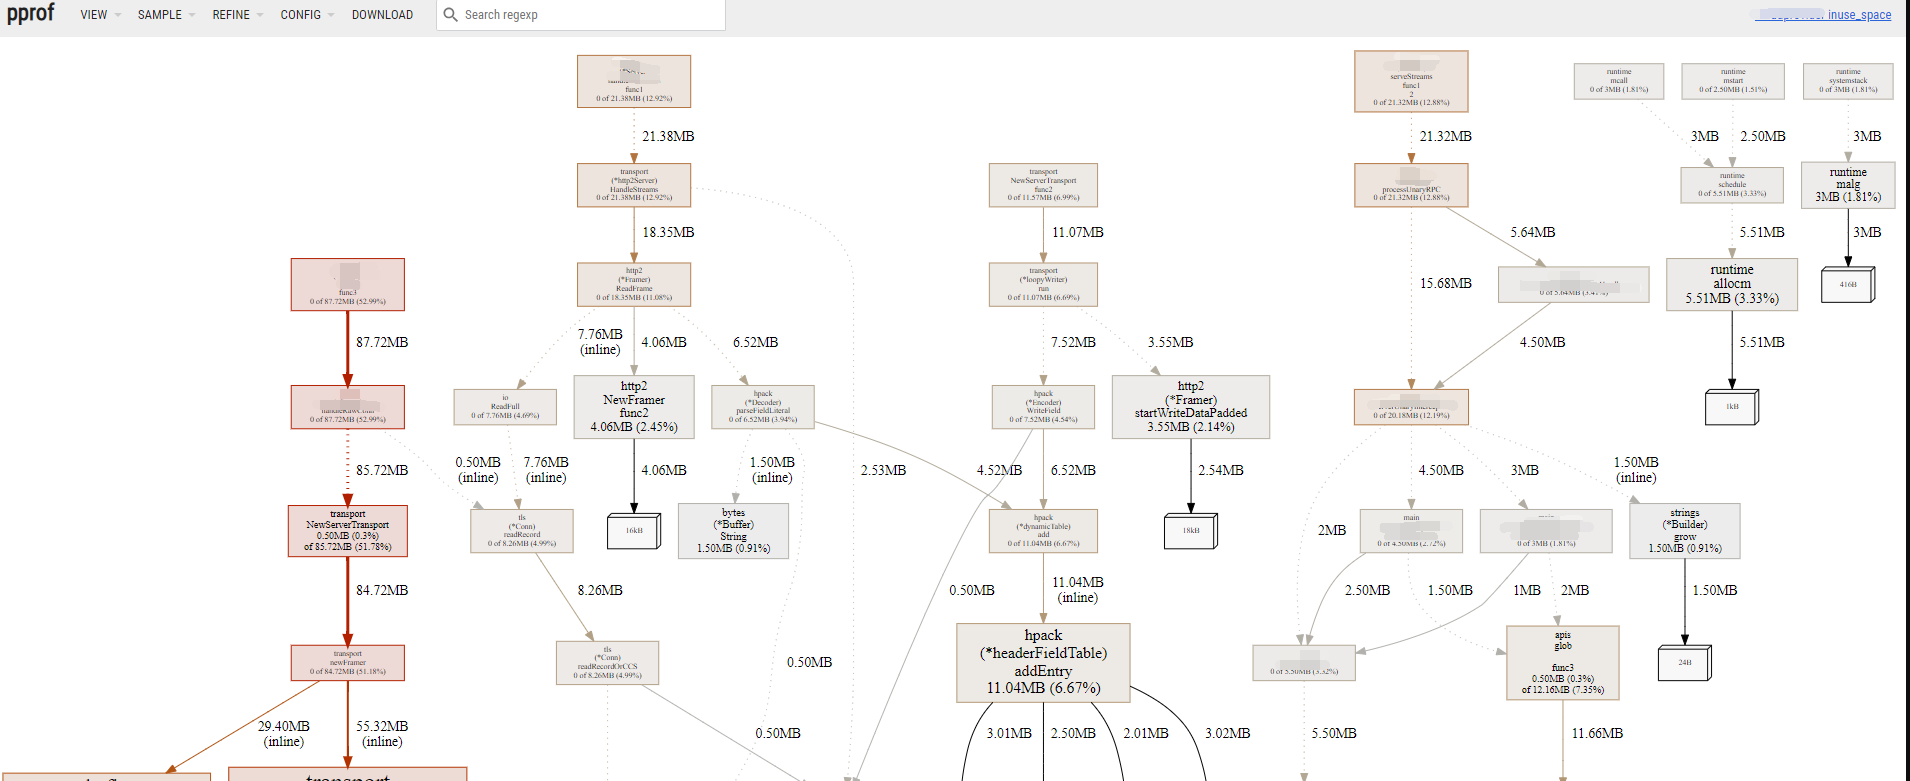 pprof
VIEW
SAMPLE
REFINE
CONFIG
DOWNLOAD
Search regexp
inuse_space
func1
0 of 21.38MB (12.92%)
serveStreams
func1
2
0 of 21.32MB (12.88%)
runtime
mcall
0 of 3MB (1.81%)
runtime
mstart
0 of 2.50MB (1.51%)
runtime
systemstack
0 of 3MB (1.81%)
21.38MB
21.32MB
3MB
2.50MB
3MB
transport
(*http2Server)
HandleStreams
0 of 21.38MB (12.92%)
transport
NewServerTransport
func2
0 of 11.57MB (6.99%)
processUnaryRPC
0 of 21.32MB (12.88%)
runtime
schedule
0 of 5.51MB (3.33%)
runtime
malg
3MB (1.81%)
18.35MB
11.07MB
5.64MB
5.51MB
3MB
func3
0 of 87.72MB (52.99%)
http2
(*Framer)
ReadFrame
0 of 18.35MB (11.08%)
transport
(*loopyWriter)
run
0 of 11.07MB (6.69%)
15.68MB
0 of 5.64MB (3.41%)
runtime
allocm
5.51MB (3.33%)
416B
87.72MB
7.76MB
(inline)
4.06MB
6.52MB
7.52MB
3.55MB
4.50MB
5.51MB
0 of 87.72MB (52.99%)
io
ReadFull
0 of 7.76MB (4.69%)
http2
NewFramer
func2
4.06MB (2.45%)
hpack
(*Decoder)
parseFieldLiteral
0 of 6.52MB (3.94%)
hpack
(*Encoder)
WriteField
0 of 7.52MB (4.54%)
http2
(*Framer)
startWriteDataPadded
3.55MB (2.14%)
0 of 20.18MB (12.19%)
1kB
85.72MB
0.50MB
(inline)
7.76MB
(inline)
4.06MB
1.50MB
(inline)
2.53MB
4.52MB
6.52MB
2.54MB
4.50MB
3MB
1.50MB
(inline)
transport
NewServerTransport
0.50MB (0.3%)
of 85.72MB (51.78%)
tls
(*Conn)
readRecord
0 of 8.26MB (4.99%)
16kB
bytes
(*Buffer)
String
1.50MB (0.91%)
hpack
(*dynamicTable)
add
0 of 11.04MB (6.67%)
18kB
2MB
main
0 of 4.50MB (2.72%)
0 of 3MB (1.81%)
strings
(*Builder)
grow
1.50MB (0.91%)
84.72MB
8.26MB
0.50MB
11.04MB
(inline)
2.50MB
1.50MB
1MB
2MB
1.50MB
transport
newFramer
0 of 84.72MB (51.18%)
tls
(*Conn)
readRecordOrCCS
0 of 8.26MB (4.99%)
0.50MB
hpack
(*headerFieldTable)
addEntry
11.04MB (6.67%)
0 of 5.50MB (3.32%)
apis
glob
func3
0.50MB (0.3%)
of 12.16MB (7.35%)
24B
29.40MB
(inline)
55.32MB
(inline)
0.50MB
3.01MB
2.50MB
2.01MB
3.02MB
5.50MB
11.66MB
transport